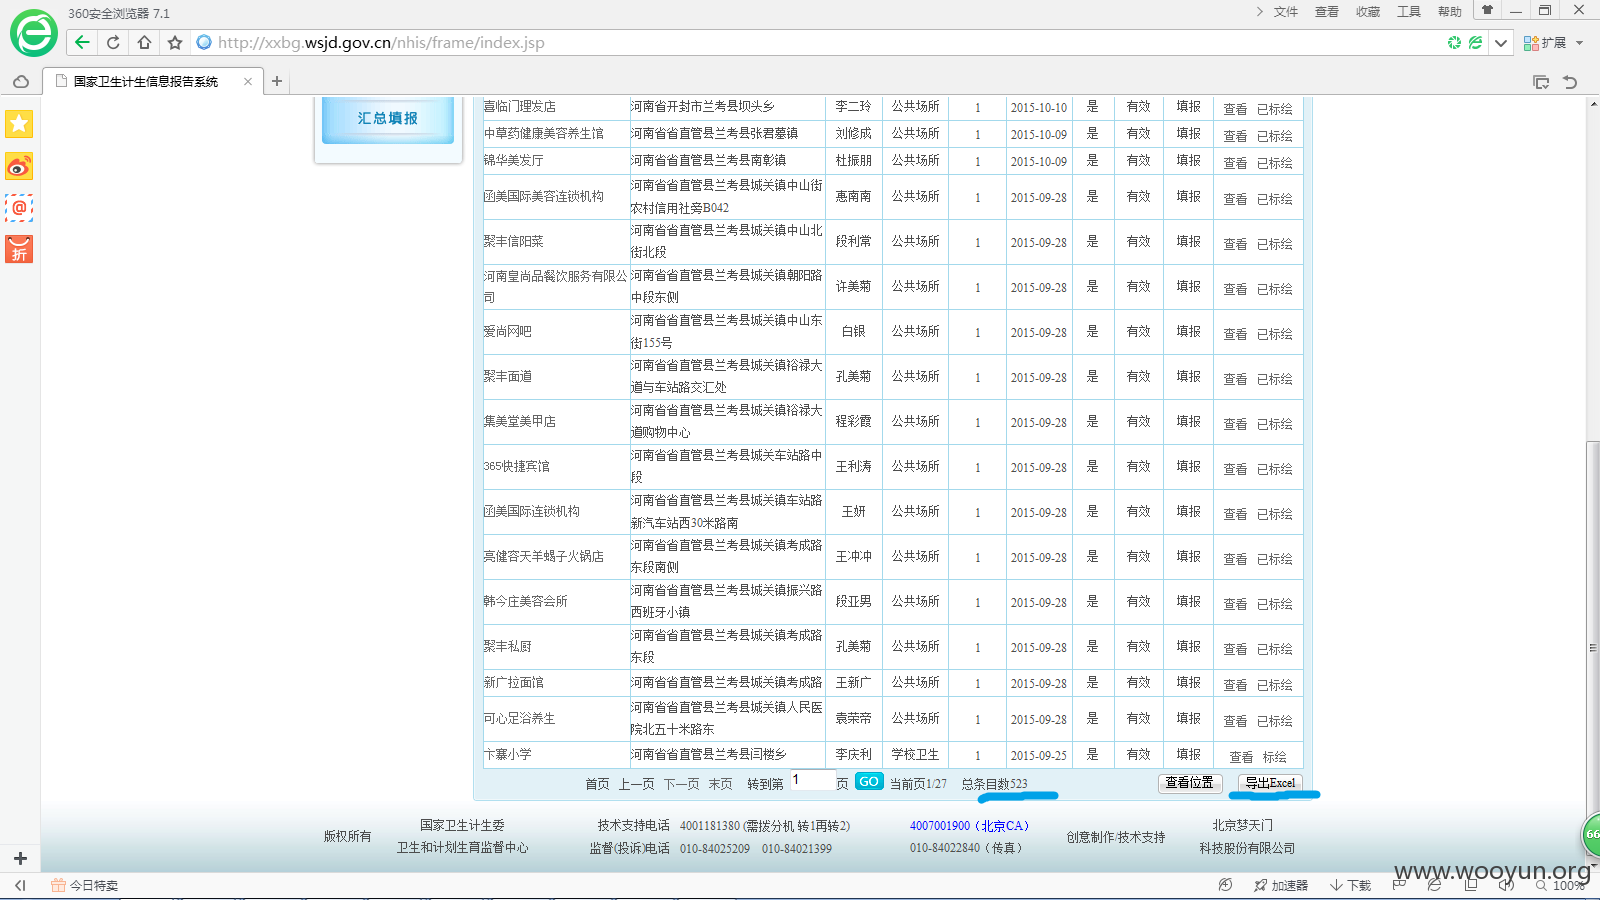 360安全浏览器 7.1
文件 查看 收藏 工具 帮助
http://xxbg.wsjd.gov.cn/nhis/frame/index.jsp
扩展
国家卫生计生信息报告系统
汇总填报
喜临门理发店 河南省开封市兰考县坝头乡 李二玲 公共场所 1 2015-10-10 是 有效 填报 查看 已标绘
中草药健康美容养生馆 河南省省直管县兰考县张君墓镇 刘修成 公共场所 1 2015-10-09 是 有效 填报 查看 已标绘
锦华美发厅 河南省省直管县兰考县南彰镇 杜振朋 公共场所 1 2015-10-09 是 有效 填报 查看 已标绘
函美国际美容连锁机构 河南省省直管县兰考县城关镇中山街
农村信用社旁B042 惠南南 公共场所 1 2015-09-28 是 有效 填报 查看 已标绘
聚丰信阳菜 河南省省直管县兰考县城关镇中山北
街北段 段利常 公共场所 1 2015-09-28 是 有效 填报 查看 已标绘
河南皇尚品餐饮服务有限公
司 河南省省直管县兰考县城关镇朝阳路
中段东侧 许美菊 公共场所 1 2015-09-28 是 有效 填报 查看 已标绘
爱尚网吧 河南省省直管县兰考县城关镇中山东
街155号 白银 公共场所 1 2015-09-28 是 有效 填报 查看 已标绘
聚丰面道 河南省省直管县兰考县城关镇裕禄大
道与车站路交汇处 孔美菊 公共场所 1 2015-09-28 是 有效 填报 查看 已标绘
集美堂美甲店 河南省省直管县兰考县城关镇裕禄大
道购物中心 程彩霞 公共场所 1 2015-09-28 是 有效 填报 查看 已标绘
365快捷宾馆 河南省省直管县兰考县城关车站路中
段 王利涛 公共场所 1 2015-09-28 是 有效 填报 查看 已标绘
函美国际连锁机构 河南省省直管县兰考县城关镇车站路
新汽车站西30米路南 王妍 公共场所 1 2015-09-28 是 有效 填报 查看 已标绘
亮健容天羊蝎子火锅店 河南省省直管县兰考县城关镇考成路
东段南侧 王冲冲 公共场所 1 2015-09-28 是 有效 填报 查看 已标绘
韩今庄美容会所 河南省省直管县兰考县城关镇振兴路
西班牙小镇 段亚男 公共场所 1 2015-09-28 是 有效 填报 查看 已标绘
聚丰私厨 河南省省直管县兰考县城关镇考成路
东段 孔美菊 公共场所 1 2015-09-28 是 有效 填报 查看 已标绘
新广拉面馆 河南省省直管县兰考县城关镇考成路 王新广 公共场所 1 2015-09-28 是 有效 填报 查看 已标绘
可心足浴养生 河南省省直管县兰考县城关镇人民医
院北五十米路东 袁荣帝 公共场所 1 2015-09-28 是 有效 填报 查看 已标绘
卞寨小学 河南省省直管县兰考县闫楼乡 李庆利 学校卫生 1 2015-09-25 是 有效 填报 查看 标绘
首页 上一页 下一页 末页 转到第 1 页 GO 当前页1/27 总条目数523 查看位置 导出Excel
版权所有 国家卫生计生委
卫生和计划生育监督中心
技术支持电话 4001181380 (需拨分机 转1再转2) 4007001900（北京CA）
监督(投诉)电话 010-84025209 010-84021399 010-84022840（传真）
创意制作/技术支持 北京梦天门
科技股份有限公司
66
www.wooyun.org
今日特卖 加速器 下载 100%